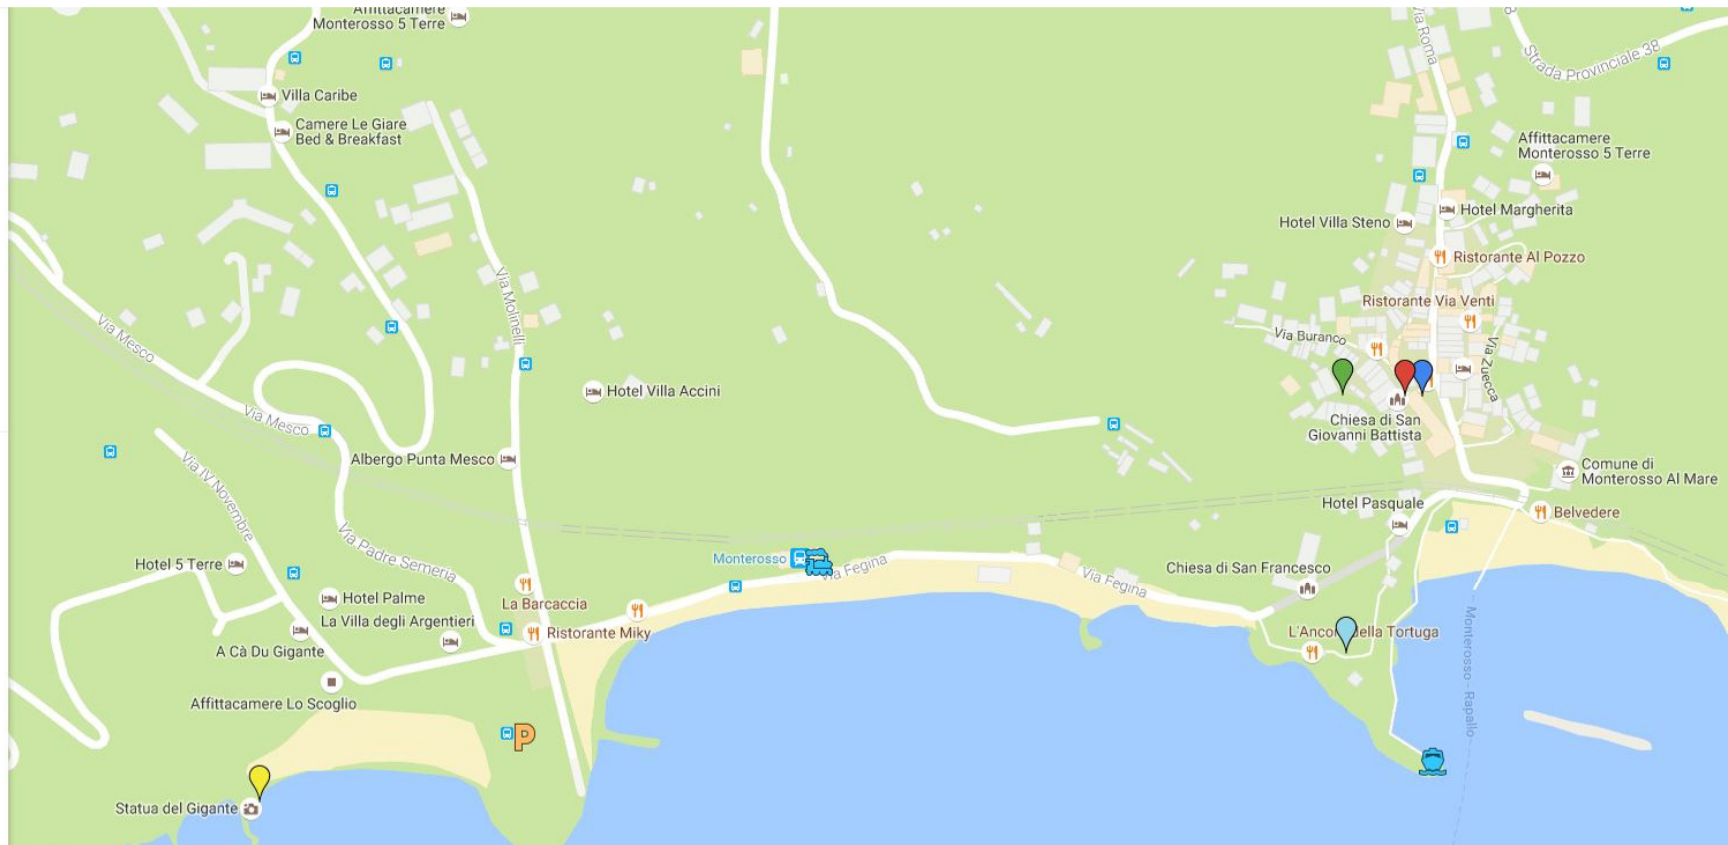 Affittacamere
Monterosso 5 Terre
Villa Caribe
Camere Le Giare
Bed & Breakfast
Via Roma
Strada Provinciale 38
Affittacamere
Monterosso 5 Terre
Hotel Margherita
Hotel Villa Steno
Ristorante Al Pozzo
Ristorante Via Venti
Via Buranco
Via Zuecca
Via Molinelli
Via Mesco
Hotel Villa Accini
Via Mesco
Chiesa di San
Giovanni Battista
Albergo Punta Mesco
Via IV Novembre
Comune di
Monterosso Al Mare
Hotel Pasquale
Belvedere
Via Padre Semeria
Hotel 5 Terre
Monterosso
Via Fegina
Via Fegina
Chiesa di San Francesco
Hotel Palme
La Barcaccia
La Villa degli Argentieri
Ristorante Miky
L'Ancora della Tortuga
A Cà Du Gigante
Monterosso - Rapallo
Affittacamere Lo Scoglio
P
Statua del Gigante